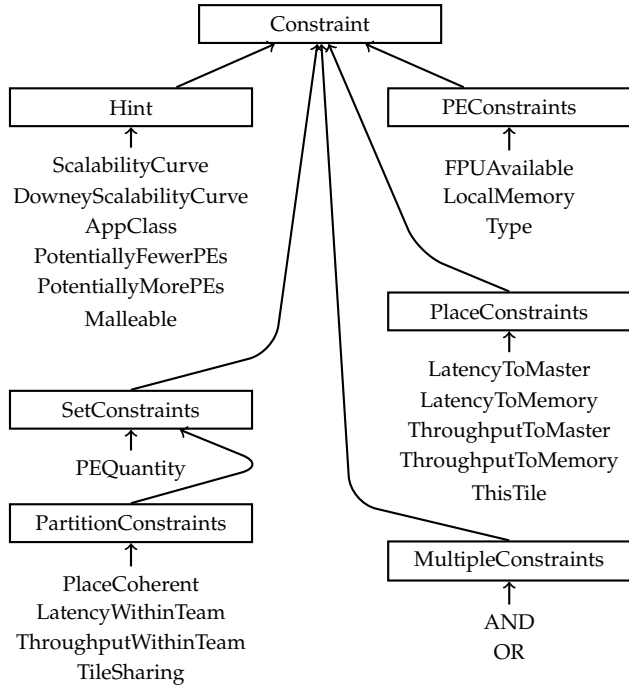 Constraint
Hint
ScalabilityCurve
DowneyScalabilityCurve
AppClass
PotentiallyFewerPEs
PotentiallyMorePEs
Malleable
SetConstraints
PEQuantity
PartitionConstraints
PlaceCoherent
LatencyWithinTeam
ThroughputWithinTeam
TileSharing
PEConstraints
FPUAvailable
LocalMemory
Type
PlaceConstraints
LatencyToMaster
LatencyToMemory
ThroughputToMaster
ThroughputToMemory
ThisTile
MultipleConstraints
AND
OR